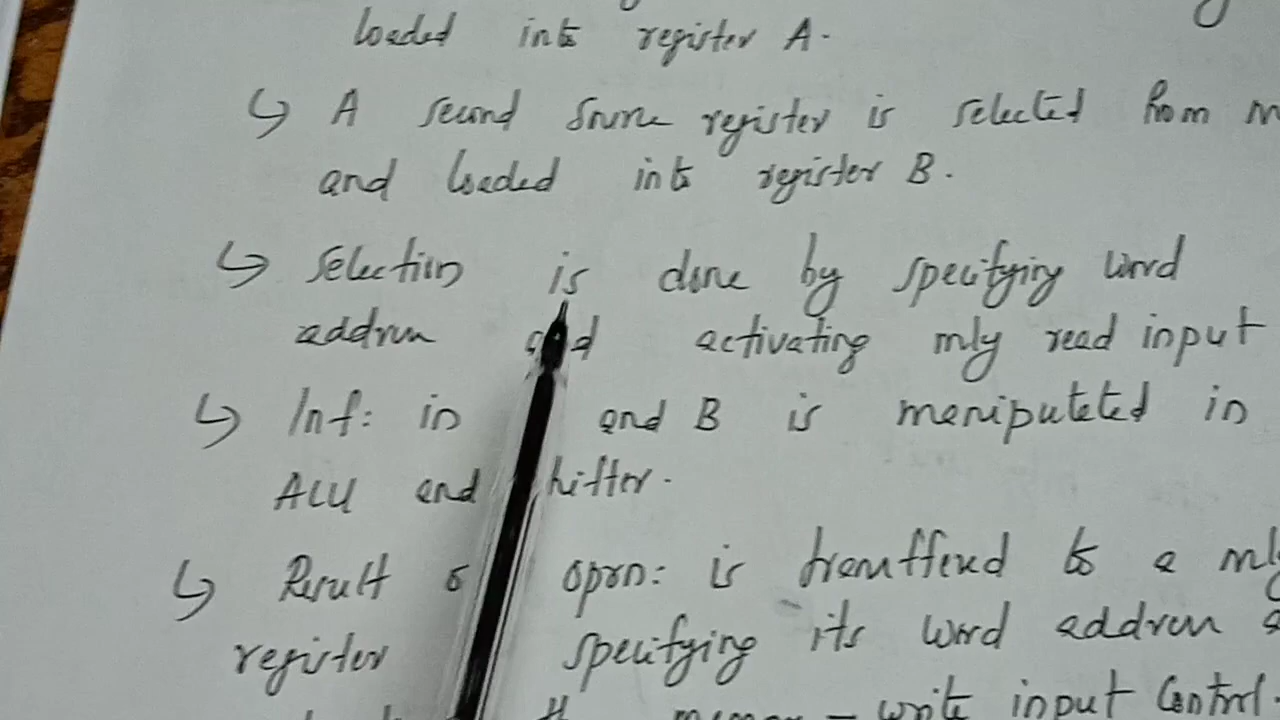 loaded into register A.
↳ A second source register is selected from m
and loaded into register B.
↳ Selection is done by specifying word
address and activating mly read input
↳ Inf: in and B is manipulated in
ALU and hifter.
↳ Result o oprn: is transffered to a mly
register specifying its word address
write input control.